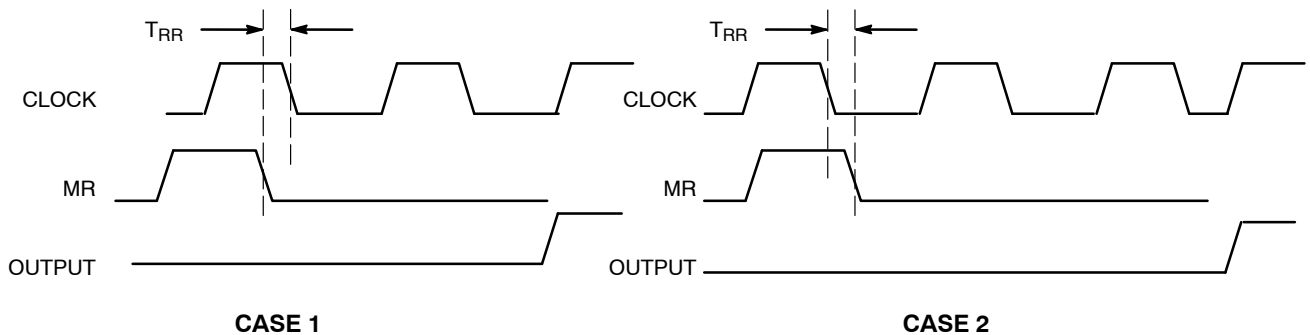 T_RR T_RR
CLOCK CLOCK
MR MR
OUTPUT OUTPUT
CASE 1 CASE 2